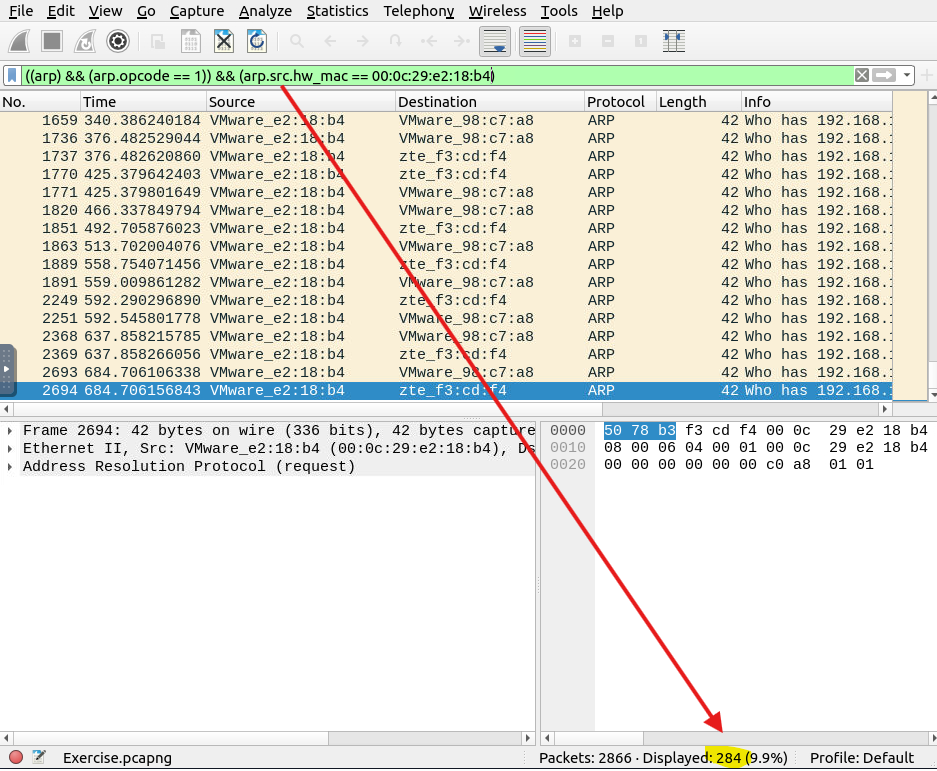 File Edit View Go Capture Analyze Statistics Telephony Wireless Tools Help
((arp) && (arp.opcode == 1)) && (arp.src.hw_mac == 00:0c:29:e2:18:b4)
No. Time Source Destination Protocol Length Info
1659 340.386240184 VMware_e2:18:b4 VMware_98:c7:a8 ARP 42 Who has 192.168.1
1736 376.482529044 VMware_e2:18:b4 VMware_98:c7:a8 ARP 42 Who has 192.168.1
1737 376.482620860 VMware_e2:18:b4 zte_f3:cd:f4 ARP 42 Who has 192.168.1
1770 425.379642403 VMware_e2:18:b4 zte_f3:cd:f4 ARP 42 Who has 192.168.1
1771 425.379801649 VMware_e2:18:b4 VMware_98:c7:a8 ARP 42 Who has 192.168.1
1820 466.337849794 VMware_e2:18:b4 VMware_98:c7:a8 ARP 42 Who has 192.168.1
1851 492.705876023 VMware_e2:18:b4 zte_f3:cd:f4 ARP 42 Who has 192.168.1
1863 513.702004076 VMware_e2:18:b4 VMware_98:c7:a8 ARP 42 Who has 192.168.1
1889 558.754071456 VMware_e2:18:b4 zte_f3:cd:f4 ARP 42 Who has 192.168.1
1891 559.009861282 VMware_e2:18:b4 VMware_98:c7:a8 ARP 42 Who has 192.168.1
2249 592.290296890 VMware_e2:18:b4 zte_f3:cd:f4 ARP 42 Who has 192.168.1
2251 592.545801778 VMware_e2:18:b4 VMware_98:c7:a8 ARP 42 Who has 192.168.1
2368 637.858215785 VMware_e2:18:b4 VMware_98:c7:a8 ARP 42 Who has 192.168.1
2369 637.858266056 VMware_e2:18:b4 zte_f3:cd:f4 ARP 42 Who has 192.168.1
2693 684.706106338 VMware_e2:18:b4 VMware_98:c7:a8 ARP 42 Who has 192.168.1
2694 684.706156843 VMware_e2:18:b4 zte_f3:cd:f4 ARP 42 Who has 192.168.1
Frame 2694: 42 bytes on wire (336 bits), 42 bytes capture
Ethernet II, Src: VMware_e2:18:b4 (00:0c:29:e2:18:b4), Ds
Address Resolution Protocol (request)
0000 50 78 b3 f3 cd f4 00 0c 29 e2 18 b4
0010 08 00 06 04 00 01 00 0c 29 e2 18 b4
0020 00 00 00 00 00 00 c0 a8 01 01
Exercise.pcapng Packets: 2866 · Displayed: 284 (9.9%) Profile: Default